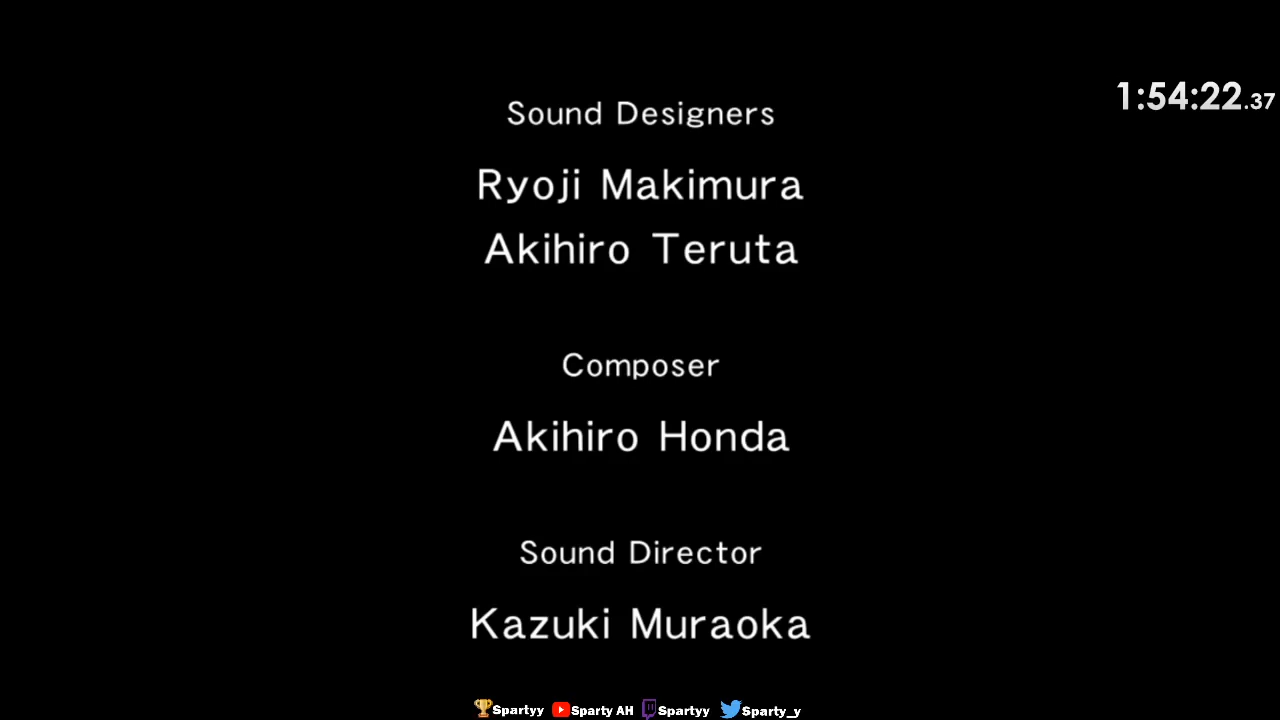 Sound Designers
1:54:22.37
Ryoji Makimura
Akihiro Teruta
Composer
Akihiro Honda
Sound Director
Kazuki Muraoka
Spartyy Sparty AH Spartyy Sparty_y